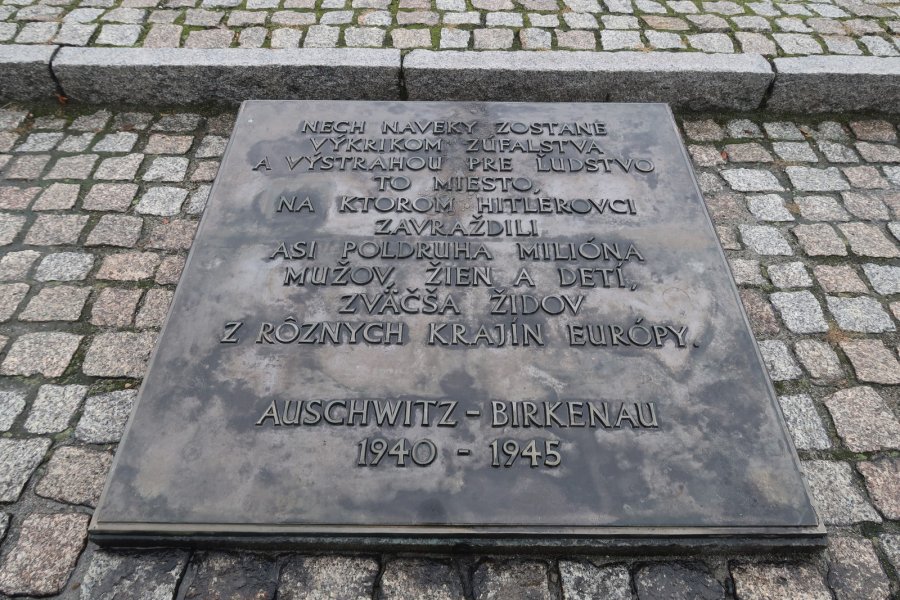 NECH NAVEKY ZOSTANE
VÝKRIKOM ZÚFALSTVA
A VÝSTRAHOU PRE ĽUDSTVO
TO MIESTO,
NA KTOROM HITLEROVCI
ZAVRAŽDILI
ASI POLDRUHA MILIÓNA
MUŽOV, ŽIEN A DETÍ,
ZVÄČŠA ŽIDOV
Z RÔZNYCH KRAJÍN EURÓPY.
AUSCHWITZ - BIRKENAU
1940 - 1945